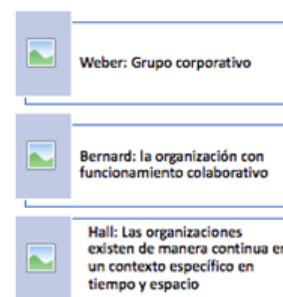 Weber: Grupo corporativo
Bernard: la organización con
funcionamiento colaborativo
Hall: Las organizaciones
existen de manera continua en
un contexto específico en
tiempo y espacio